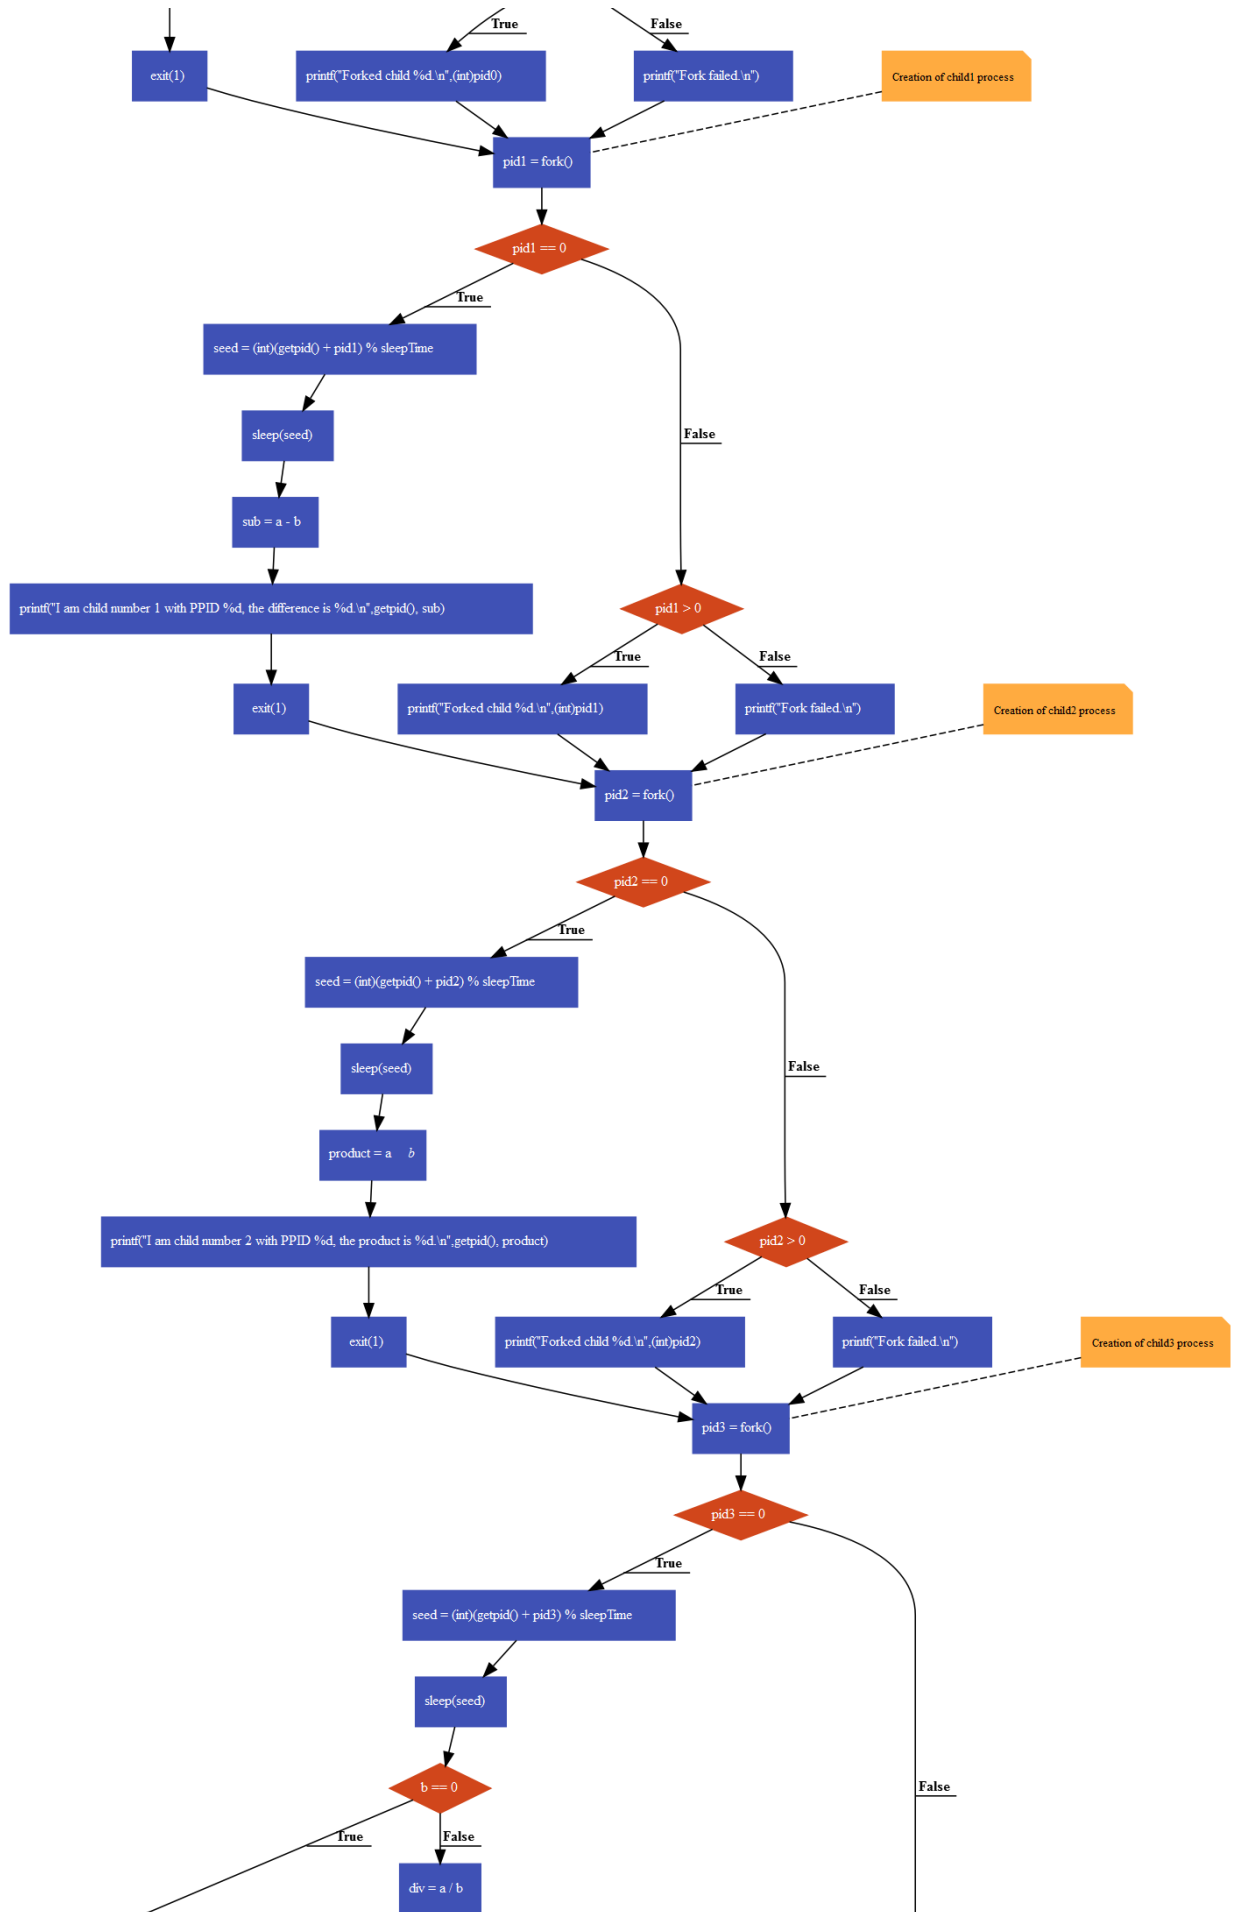 True
False
exit(1)
printf("Forked child %d.\n",(int)pid0)
printf("Fork failed.\n")
Creation of child1 process
pid1 = fork()
pid1 == 0
True
seed = (int)(getpid() + pid1) % sleepTime
sleep(seed)
False
sub = a - b
printf("I am child number 1 with PPID %d, the difference is %d.\n",getpid(), sub)
pid1 > 0
True
False
exit(1)
printf("Forked child %d.\n",(int)pid1)
printf("Fork failed.\n")
Creation of child2 process
pid2 = fork()
pid2 == 0
True
seed = (int)(getpid() + pid2) % sleepTime
sleep(seed)
False
product = a b
printf("I am child number 2 with PPID %d, the product is %d.\n",getpid(), product)
pid2 > 0
True
False
exit(1)
printf("Forked child %d.\n",(int)pid2)
printf("Fork failed.\n")
Creation of child3 process
pid3 = fork()
pid3 == 0
True
seed = (int)(getpid() + pid3) % sleepTime
sleep(seed)
b == 0
False
True
False
div = a / b